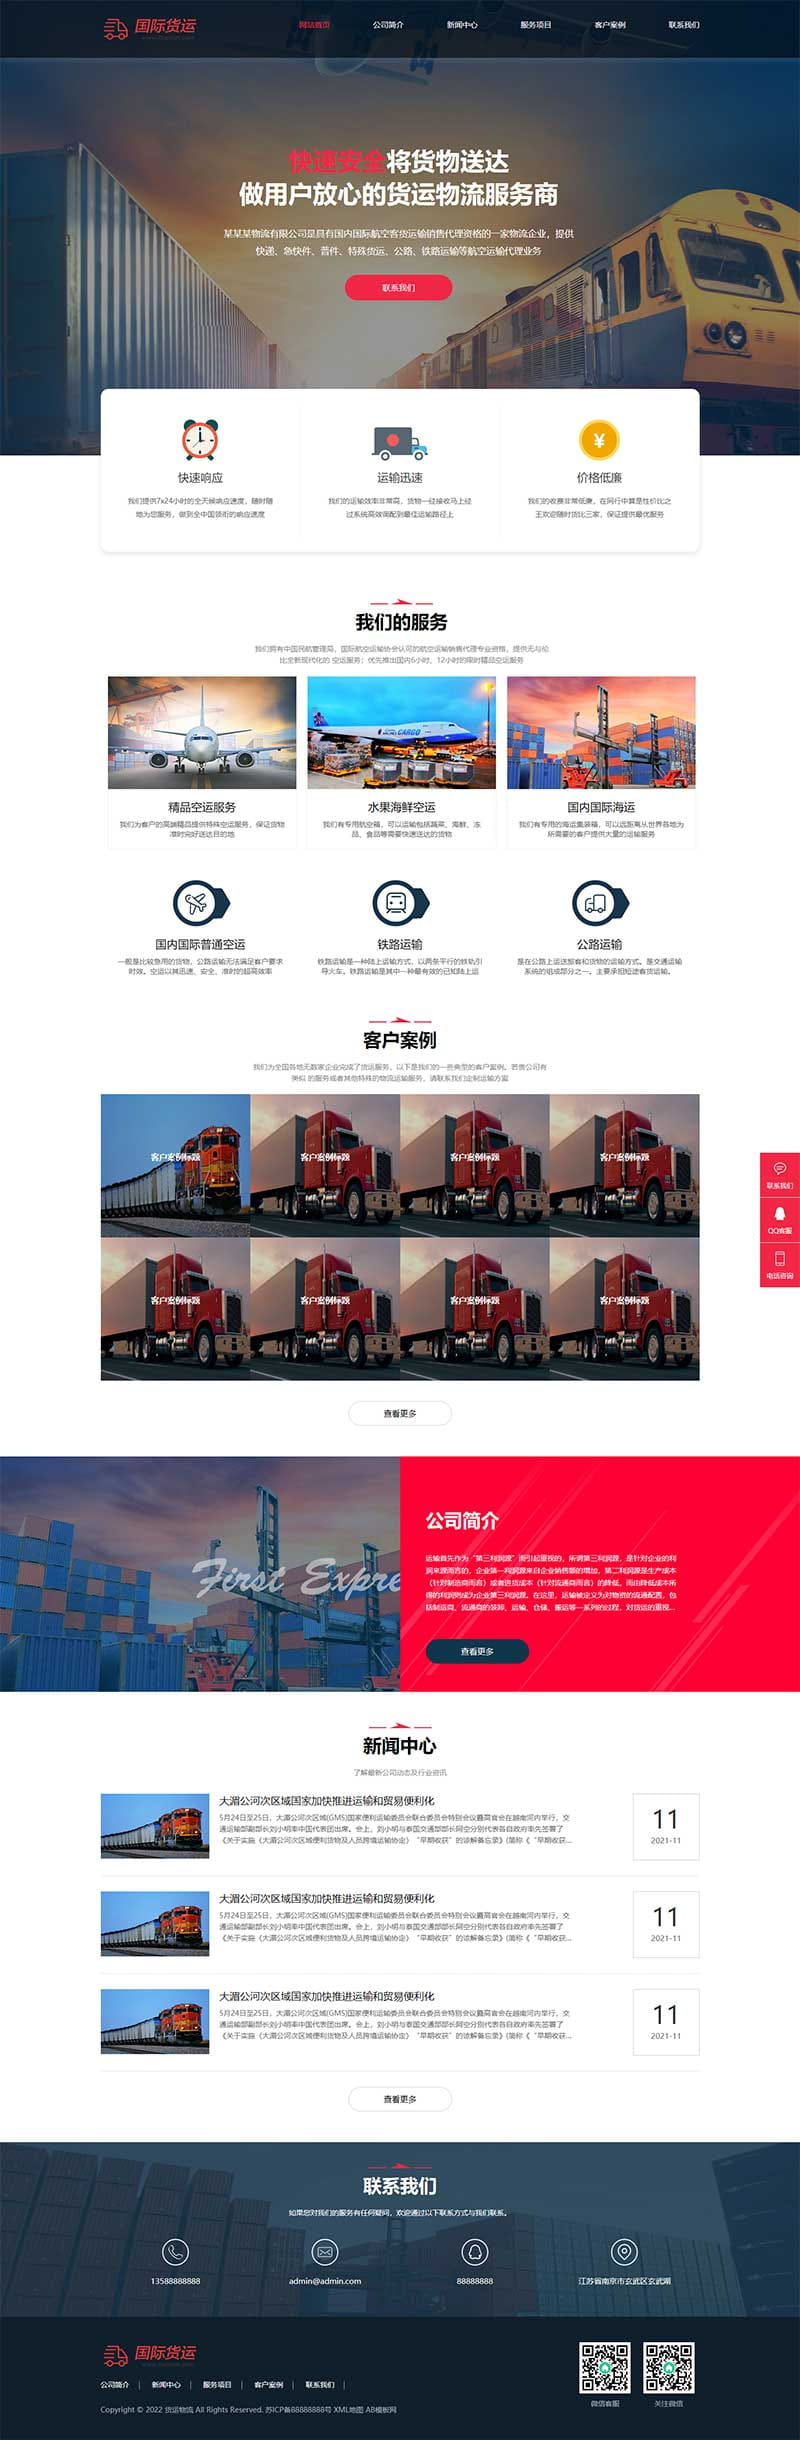 国际货运
网站首页
公司简介
新闻中心
服务项目
客户案例
联系我们
快速安全将货物送达
做用户放心的货运物流服务商
某某某物流有限公司是具有国内国际航空客货运输销售代理资格的一家物流企业，提供
快递、急快件、普件、特殊货运、公路、铁路运输等航空运输代理业务
联系我们
快速响应
我们提供7x24小时的全天候响应速度，随时随
地为您服务，做到全中国领衔的响应速度
运输迅速
我们的运输效率非常高，货物一经接收马上经
过系统高效调配到最佳运输路径上
价格低廉
我们的收费非常低廉，在同行中算是性价比之
王欢迎随时货比三家，保证提供最优服务
我们的服务
我们拥有中国民航管理局、国际航空运输协会认可的航空运输销售代理专业资格，提供无与伦
比全新现代化的 空运服务；优先推出国内6小时、12小时的限时精品空运服务
CARGO
精品空运服务
我们为客户的高端精品提供特殊空运服务，保证货物
准时完好送达目的地
水果海鲜空运
我们有专用航空箱，可以运输包括蔬菜、海鲜、冻
品、食品等需要快速送达的货物
国内国际海运
我们有专用的海运集装箱，可以远距离从世界各地为
所需要的客户提供大量的运输服务
国内国际普通空运
一般是比较急用的货物，公路运输无法满足客户要求
时效。空运以其迅速、安全、准时的超高效率
铁路运输
铁路运输是一种陆上运输方式，以两条平行的铁轨引
导火车。铁路运输是其中一种最有效的已知陆上运
公路运输
是在公路上运送旅客和货物的运输方式。是交通运输
系统的组成部分之一。主要承担短途客货运输。
客户案例
我们为全国各地无数家企业完成了货运服务，以下是我们的一些典型的客户案例。若贵公司有
类似 的服务或者其他特殊的物流运输服务，请联系我们定制运输方案
客户案例标题
客户案例标题
客户案例标题
客户案例标题
客户案例标题
客户案例标题
客户案例标题
客户案例标题
查看更多
联系我们
QQ客服
电话咨询
First Expre
公司简介
运输首先作为“第三利润源”而引起重视的，所谓第三利润源，是针对企业的利
润来源而言的，企业第一利润源来自企业销售额的增加，第二利润源是生产成本
（针对制造商而言）或者进货成本（针对流通商而言）的降低，而由降低成本所
得的利润则成为企业第三利润源。在这里，运输被定义为对物资的流通配置，包
括制运商、流通商的装卸、运输、仓储、搬运等一系列的过程，对货运的重视...
查看更多
新闻中心
了解最新公司动态及行业资讯
大湄公河次区域国家加快推进运输和贸易便利化
5月24日至25日，大湄公河次区域(GMS)国家便利运输委员会联合委员会特别会议暨高官会在越南河内举行，交
通运输部副部长刘小明率中国代表团出席。会上，刘小明与泰国交通部部长阿空分别代表各自政府率先签署了
《关于实施《大湄公河次区域便利货物及人员跨境运输协定》“早期收获”的谅解备忘录》(简称《“早期收获...
11
2021-11
大湄公河次区域国家加快推进运输和贸易便利化
5月24日至25日，大湄公河次区域(GMS)国家便利运输委员会联合委员会特别会议暨高官会在越南河内举行，交
通运输部副部长刘小明率中国代表团出席。会上，刘小明与泰国交通部部长阿空分别代表各自政府率先签署了
《关于实施《大湄公河次区域便利货物及人员跨境运输协定》“早期收获”的谅解备忘录》(简称《“早期收获...
11
2021-11
大湄公河次区域国家加快推进运输和贸易便利化
5月24日至25日，大湄公河次区域(GMS)国家便利运输委员会联合委员会特别会议暨高官会在越南河内举行，交
通运输部副部长刘小明率中国代表团出席。会上，刘小明与泰国交通部部长阿空分别代表各自政府率先签署了
《关于实施《大湄公河次区域便利货物及人员跨境运输协定》“早期收获”的谅解备忘录》(简称《“早期收获...
11
2021-11
查看更多
联系我们
如果您对我们的服务有任何疑问，欢迎通过以下联系方式与我们联系。
13588888888
admin@admin.com
88888888
江苏省南京市玄武区玄武湖
国际货运
公司简介 | 新闻中心 | 服务项目 | 客户案例 | 联系我们 |
Copyright © 2022 货运物流 All Rights Reserved. 苏ICP备88888888号 XML地图 AB模板网
微信客服
关注微信